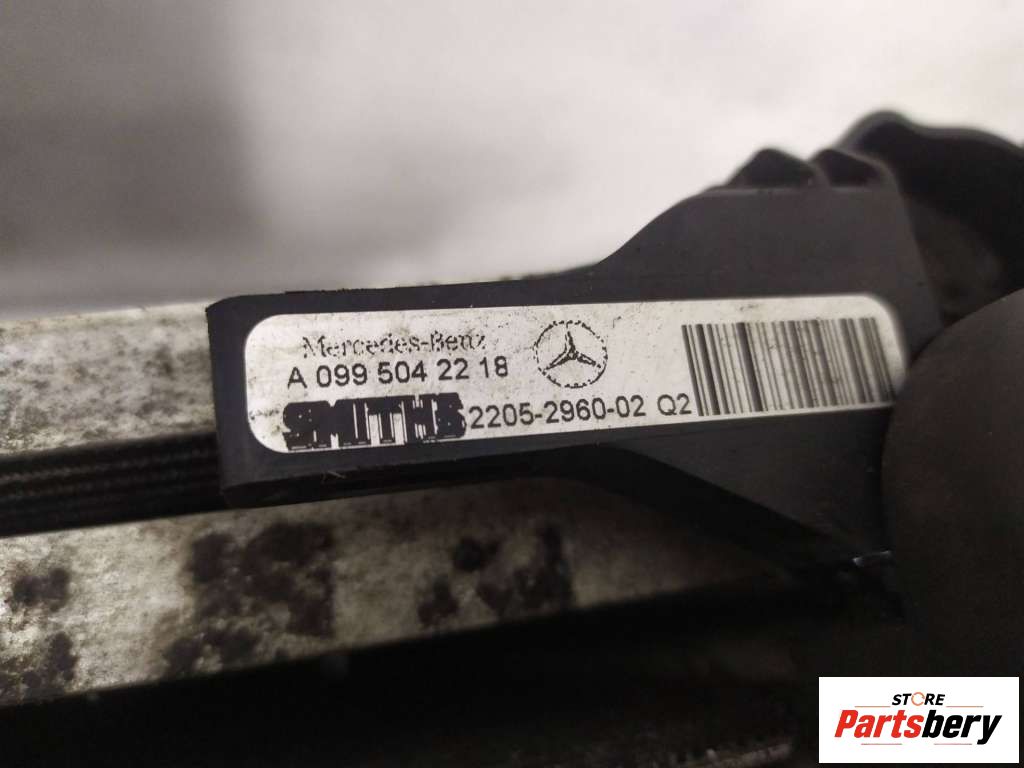 Mercedes-Benz
A 099 504 22 18
SMITHS 2205-2960-02 Q2
STORE
Partsbery